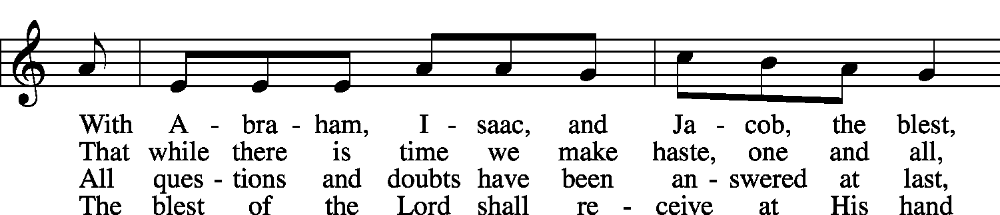 With A - bra - ham, I - saac, and Ja - cob, the blest,
That while there is time we make haste, one and all,
All ques - tions and doubts have been an - swered at last,
The blest of the Lord shall re - ceive at His hand